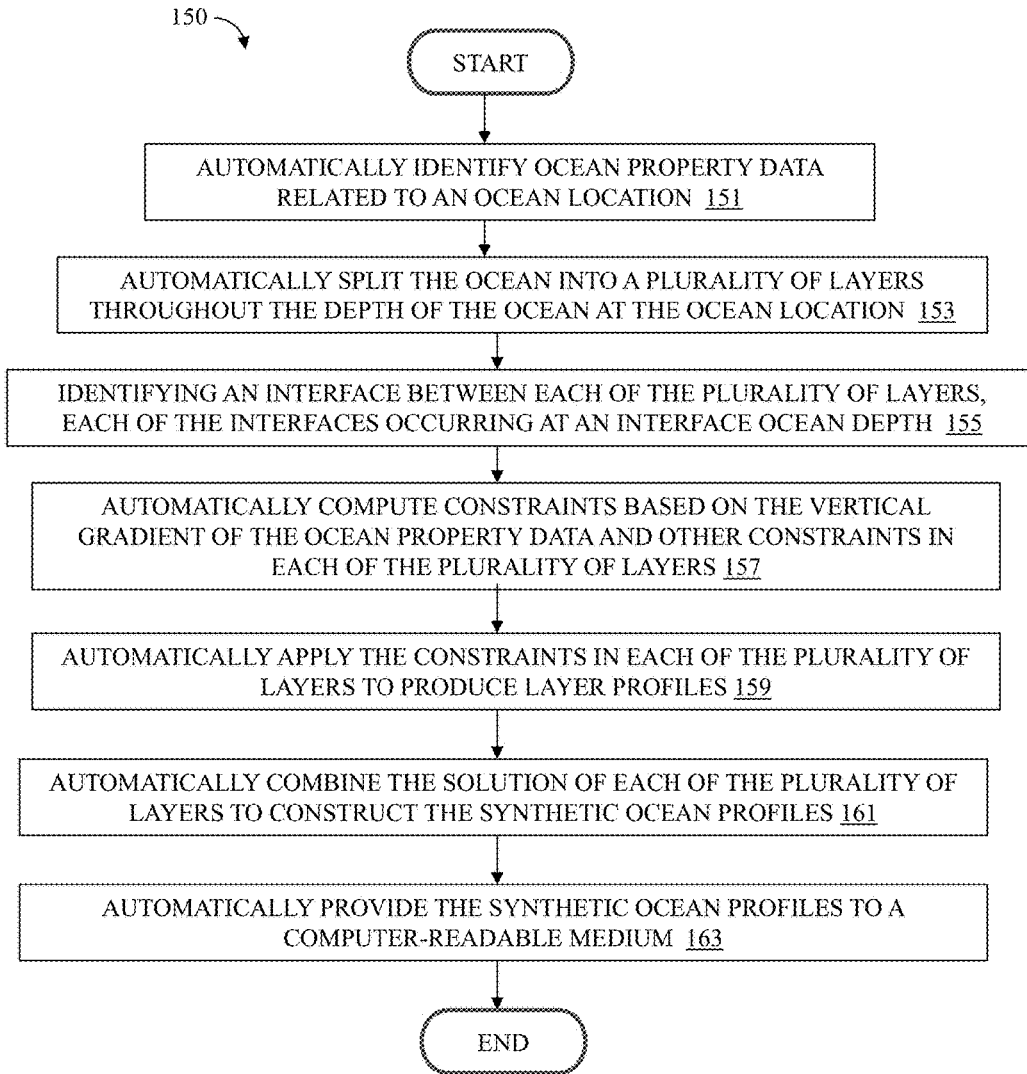 150
START
AUTOMATICALLY IDENTIFY OCEAN PROPERTY DATA
RELATED TO AN OCEAN LOCATION 151
AUTOMATICALLY SPLIT THE OCEAN INTO A PLURALITY OF LAYERS
THROUGHOUT THE DEPTH OF THE OCEAN AT THE OCEAN LOCATION 153
IDENTIFYING AN INTERFACE BETWEEN EACH OF THE PLURALITY OF LAYERS,
EACH OF THE INTERFACES OCCURRING AT AN INTERFACE OCEAN DEPTH 155
AUTOMATICALLY COMPUTE CONSTRAINTS BASED ON THE VERTICAL
GRADIENT OF THE OCEAN PROPERTY DATA AND OTHER CONSTRAINTS IN
EACH OF THE PLURALITY OF LAYERS 157
AUTOMATICALLY APPLY THE CONSTRAINTS IN EACH OF THE PLURALITY OF
LAYERS TO PRODUCE LAYER PROFILES 159
AUTOMATICALLY COMBINE THE SOLUTION OF EACH OF THE PLURALITY OF
LAYERS TO CONSTRUCT THE SYNTHETIC OCEAN PROFILES 161
AUTOMATICALLY PROVIDE THE SYNTHETIC OCEAN PROFILES TO A
COMPUTER-READABLE MEDIUM 163
END